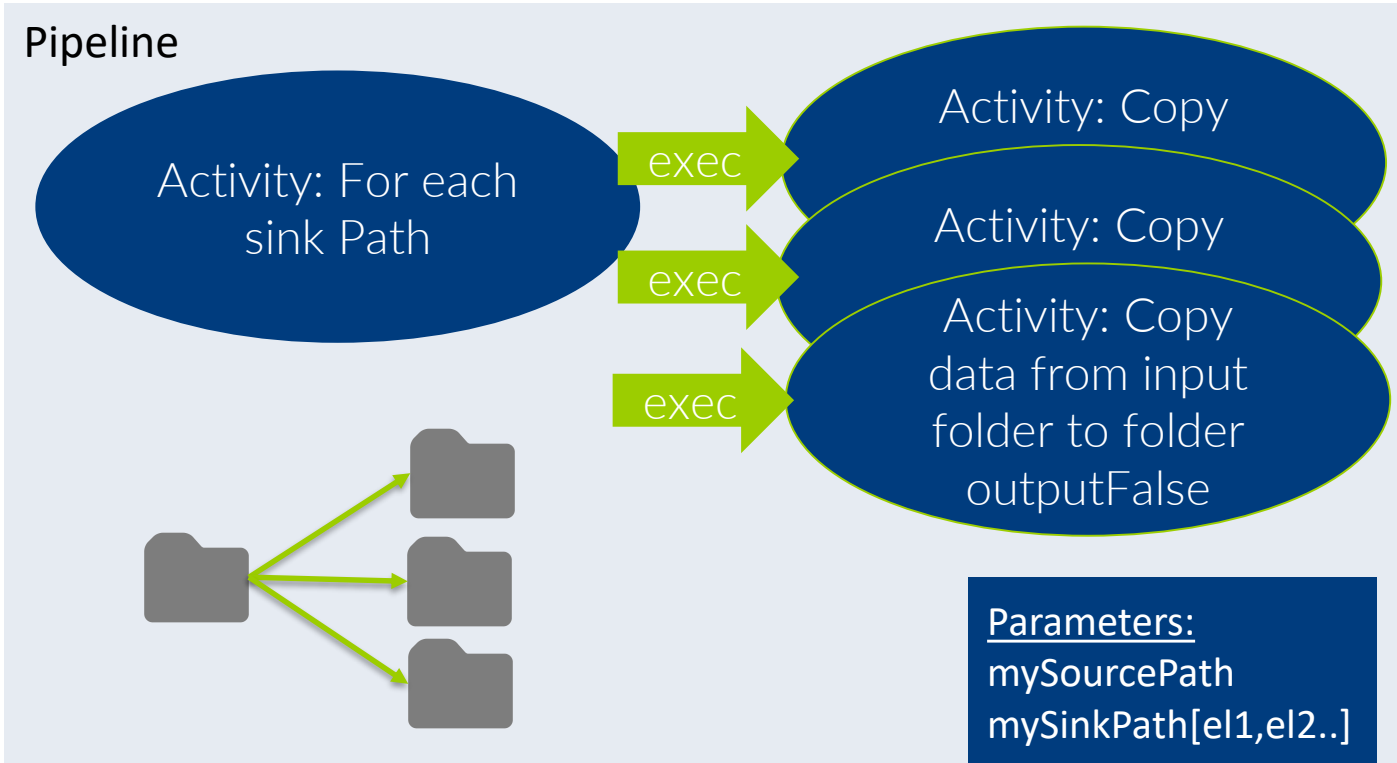 Pipeline
Activity: For each
sink Path
exec
exec
exec
Activity: Copy
Activity: Copy
Activity: Copy
data from input
folder to folder
outputFalse
Parameters:
mySourcePath
mySinkPath[el1,el2..]